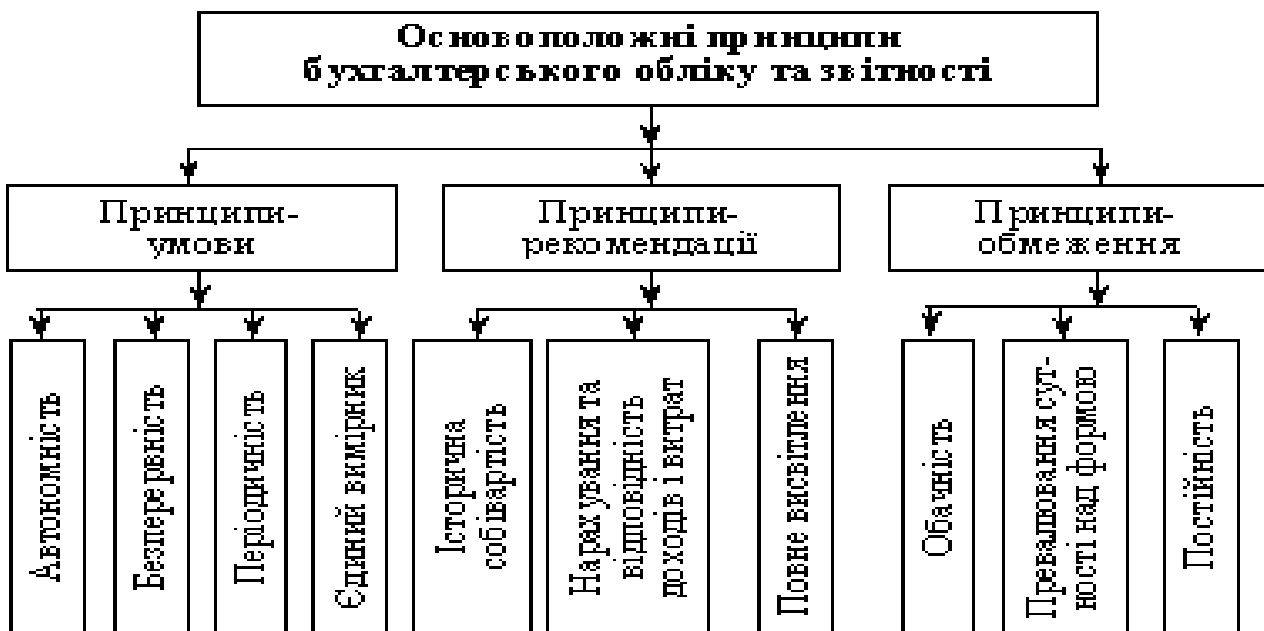 Основоположні принципи
бухгалтерського обліку та звітності
Принципи-
умови
Принципи-
рекомендації
Принципи-
обмеження
Автономність
Безперервність
Періодичність
Єдиний вимірник
Історична
собівартість
Нарахування та
відповідність
доходів і витрат
Повне висвітлення
Обачність
Превалювання сут-
ності над формою
Постійність